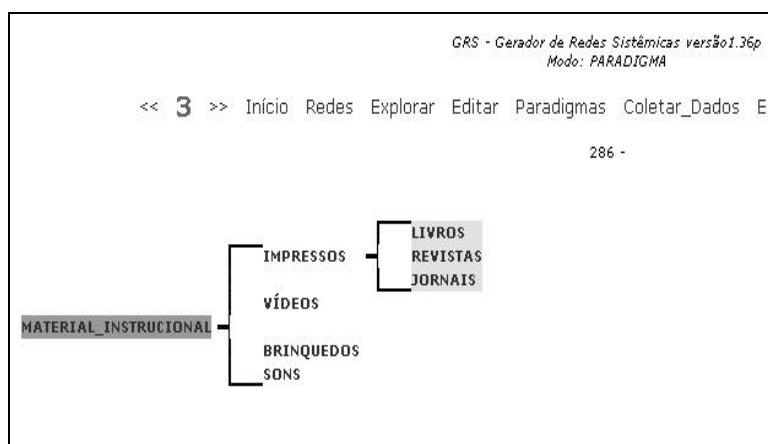 GRS - Gerador de Redes Sistêmicas versão1.36p
Modo: PARADIGMA
<< 3 >> Início Redes Explorar Editar Paradigmas Coletar_Dados E
286 -
LIVROS
IMPRESSOS REVISTAS
JORNAIS
VÍDEOS
MATERIAL_INSTRUCIONAL
BRINQUEDOS
SONS